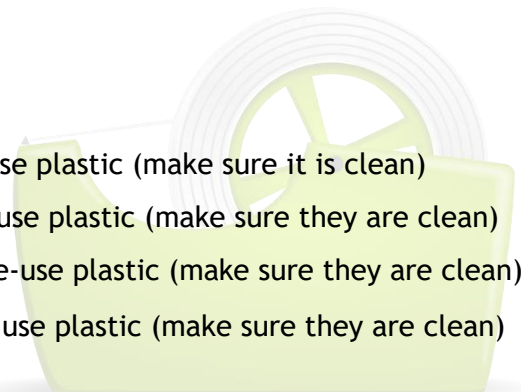 se plastic (make sure it is clean)
use plastic (make sure they are clean)
e-use plastic (make sure they are clean)
use plastic (make sure they are clean)